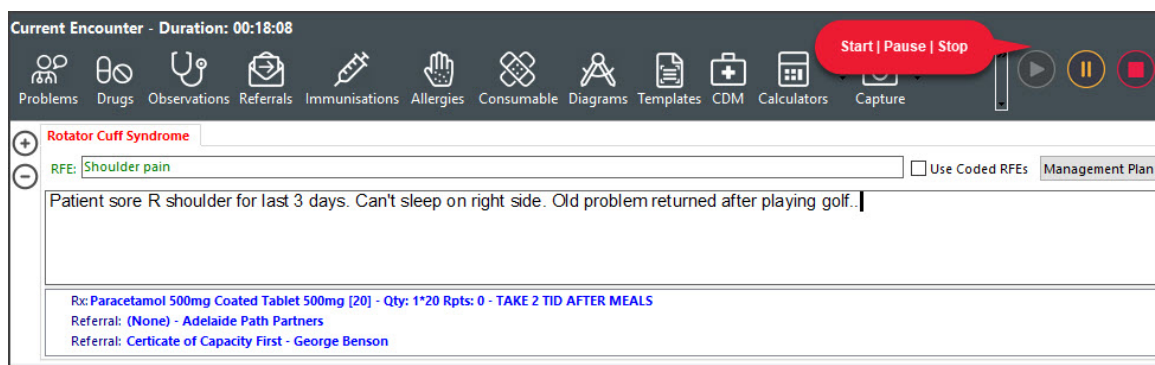 Current Encounter - Duration: 00:18:08
Start | Pause | Stop
Problems Drugs Observations Referrals Immunisations Allergies Consumable Diagrams Templates CDM Calculators Capture
Rotator Cuff Syndrome
RFE: Shoulder pain Use Coded RFEs Management Plan
Patient sore R shoulder for last 3 days. Can't sleep on right side. Old problem returned after playing golf..
Rx: Paracetamol 500mg Coated Tablet 500mg [20] - Qty: 1*20 Rpts: 0 - TAKE 2 TID AFTER MEALS
Referral: (None) - Adelaide Path Partners
Referral: Certicate of Capacity First - George Benson